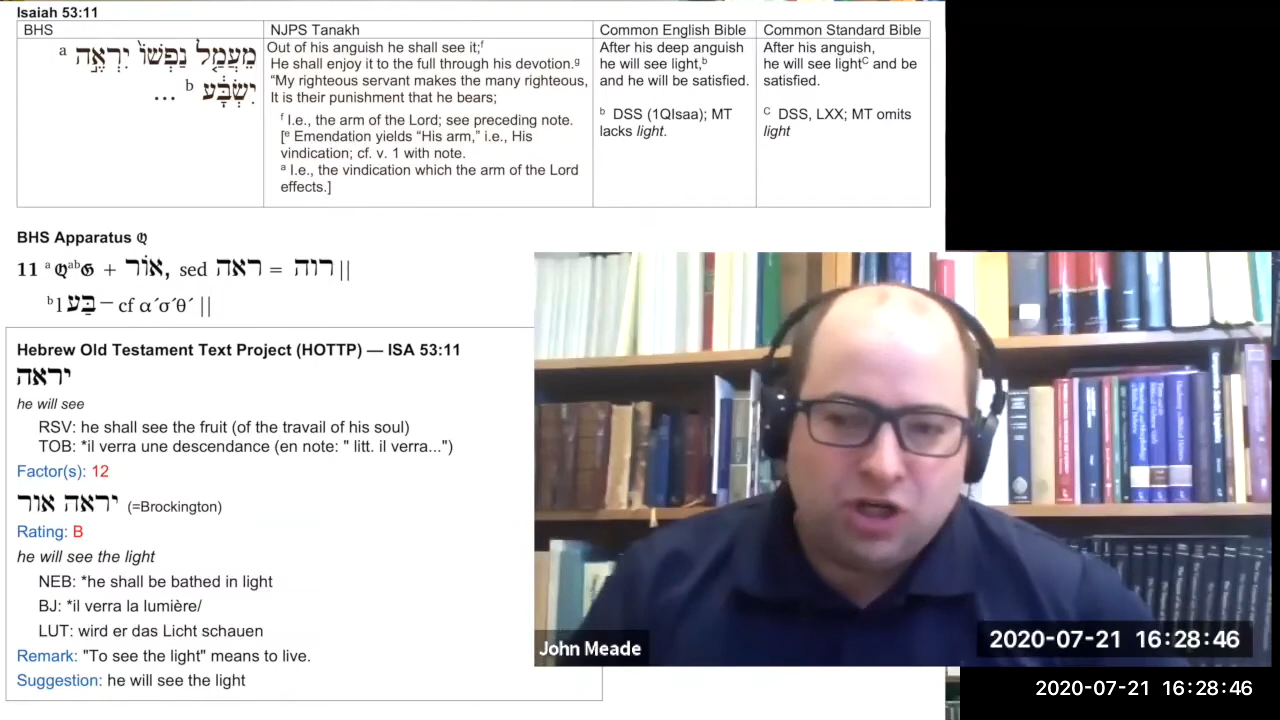 Isaiah 53:11
BHS
NJPS Tanakh
Common English Bible
Common Standard Bible
מֵעֲמַ֤ל נַפְשׁוֹ֙ יִרְאֶ֣ה a
יִשְׂבָּ֔ע b ...
Out of his anguish he shall see it;f
He shall enjoy it to the full through his devotion.g
“My righteous servant makes the many righteous,
It is their punishment that he bears;
f I.e., the arm of the Lord; see preceding note.
[e Emendation yields “His arm,” i.e., His
vindication; cf. v. 1 with note.
a I.e., the vindication which the arm of the Lord
effects.]
After his deep anguish
he will see light,b
and he will be satisfied.
b DSS (1QIsaa); MT
lacks light.
After his anguish,
he will see lightC and be
satisfied.
C DSS, LXX; MT omits
light
BHS Apparatus 𝔔
11 a 𝔔ab𝔊 + אוֹר, sed ראה = רוה ||
b l בַּע– cf α´σ´θ´ ||
Hebrew Old Testament Text Project (HOTTP) — ISA 53:11
יראה
he will see
RSV: he shall see the fruit (of the travail of his soul)
TOB: *il verra une descendance (en note: " litt. il verra...")
Factor(s): 12
יראה אור (=Brockington)
Rating: B
he will see the light
NEB: *he shall be bathed in light
BJ: *il verra la lumière/
LUT: wird er das Licht schauen
Remark: "To see the light" means to live.
Suggestion: he will see the light
John Meade
2020-07-21 16:28:46
2020-07-21 16:28:46